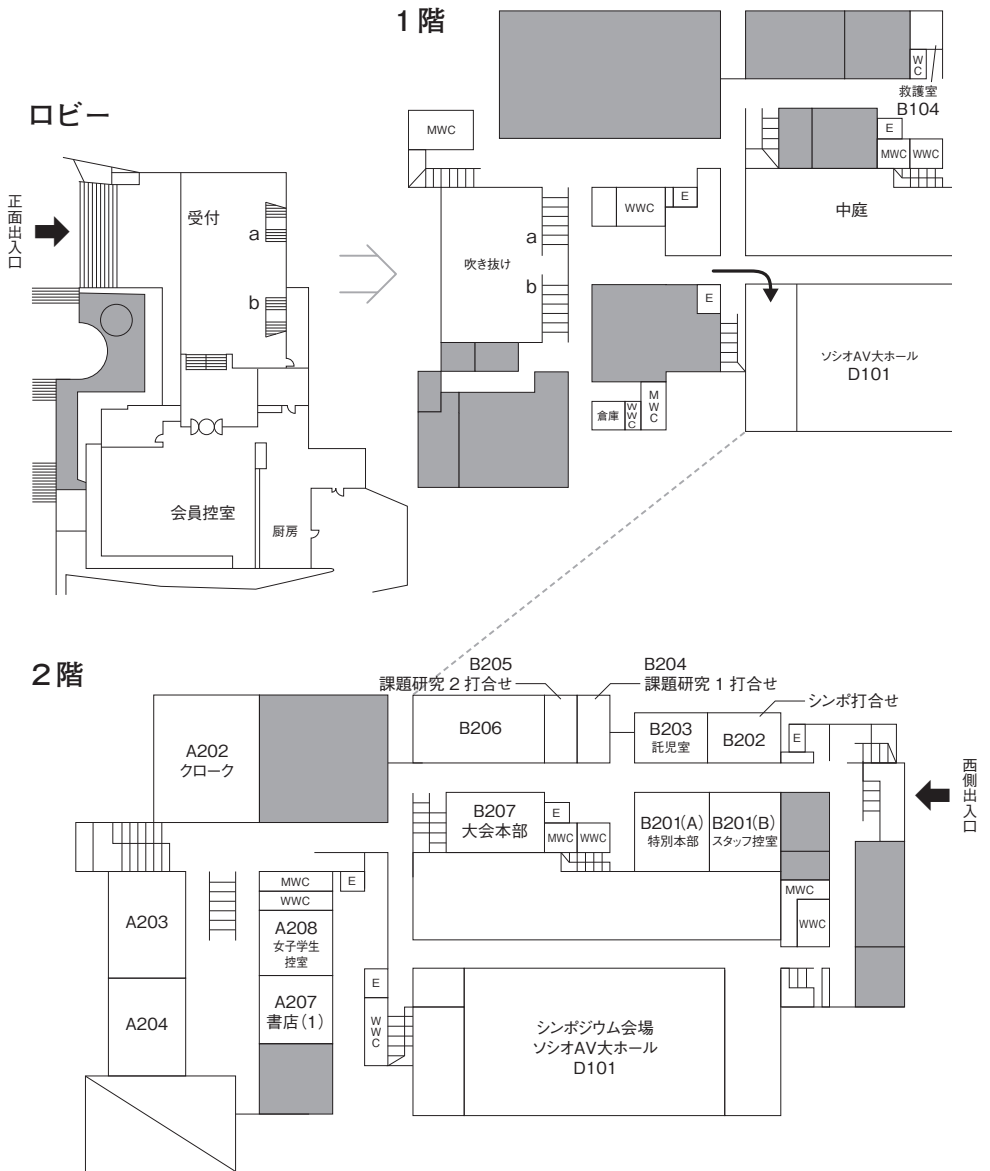 1階
WC
救護室
B104
ロビー
MWC
E
MWC
WWC
正面出入口
受付
a
b
a
吹き抜け
b
WWC
E
中庭
E
ソシオAV大ホール
D101
倉庫
WWC
MWC
会員控室
厨房
2階
B205
課題研究2打合せ
B204
課題研究1打合せ
シンポ打合せ
A202
クローク
B206
B203
託児室
B202
E
西側出入口
B207
大会本部
E
MWC
WWC
B201(A)
特別本部
B201(B)
スタッフ控室
MWC
WWC
E
MWC
WWC
A203
A208
女子学生
控室
A204
A207
書店(1)
E
WWC
シンポジウム会場
ソシオAV大ホール
D101